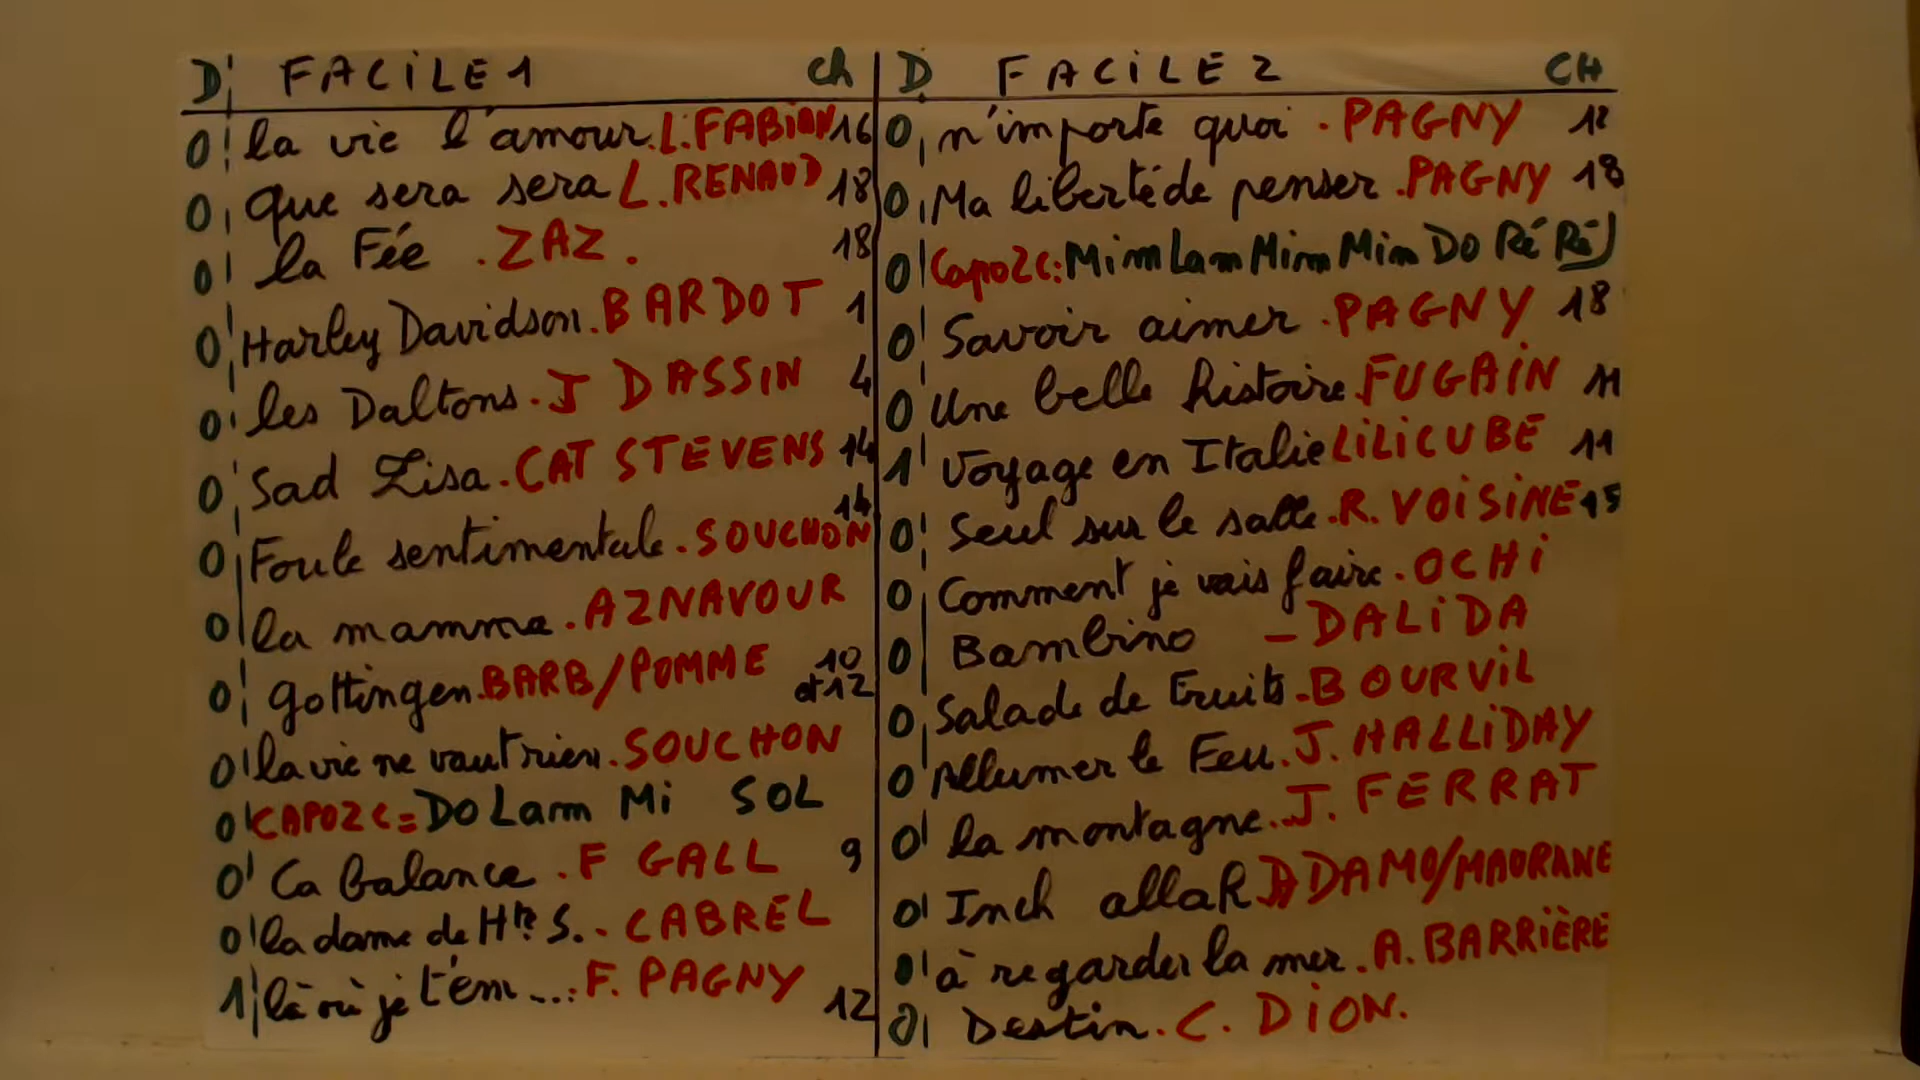 D FACiLE 1 Ch
0 la vie l'amour. L. FABiAN 16
0 que sera sera L. RENAUD 18
0 la Fée . ZAZ . 18
0 Harley Davidson. BARDOT 1
0 les Daltons. J DASSIN 4
0 Sad Lisa. CAT STEVENS 14
0 Foule sentimentale. SOUCHON 14
0 la mamma. AZNAVOUR
0 gottingen. BARB/POMME 10 et 12
0 la vie ne vaut rien. SOUCHON
0 CAPO2C= DO Lam Mi SOL
0 Ca balance. F GALL 9
0 la dame de Hte S. - CABREL
1 là où je t'em ...: F. PAGNY 12
D FACiLE 2 CH
0 n'importe quoi . PAGNY 12
0 Ma liberté de penser . PAGNY 18
0 Capo2C: Mim Lam Mim Mim DO Ré Ré)
0 Savoir aimer . PAGNY 18
0 Une belle histoire. FUGAiN 11
1 Voyage en Italie LiLiCUBE 11
0 Seul sur le sable. R. VOiSiNE 15
0 Comment je vais faire. OCHi
0 Bambino - DALiDA
0 Salade de Fruits. BOURViL
0 Allumer le Feu. J. HALLiDAY
0 la montagne. J. FERRAT
0 Inch allah ADAMO/MAURANE
0 à regarder la mer. A. BARRiÈRE
0 Destin. C. DiON.